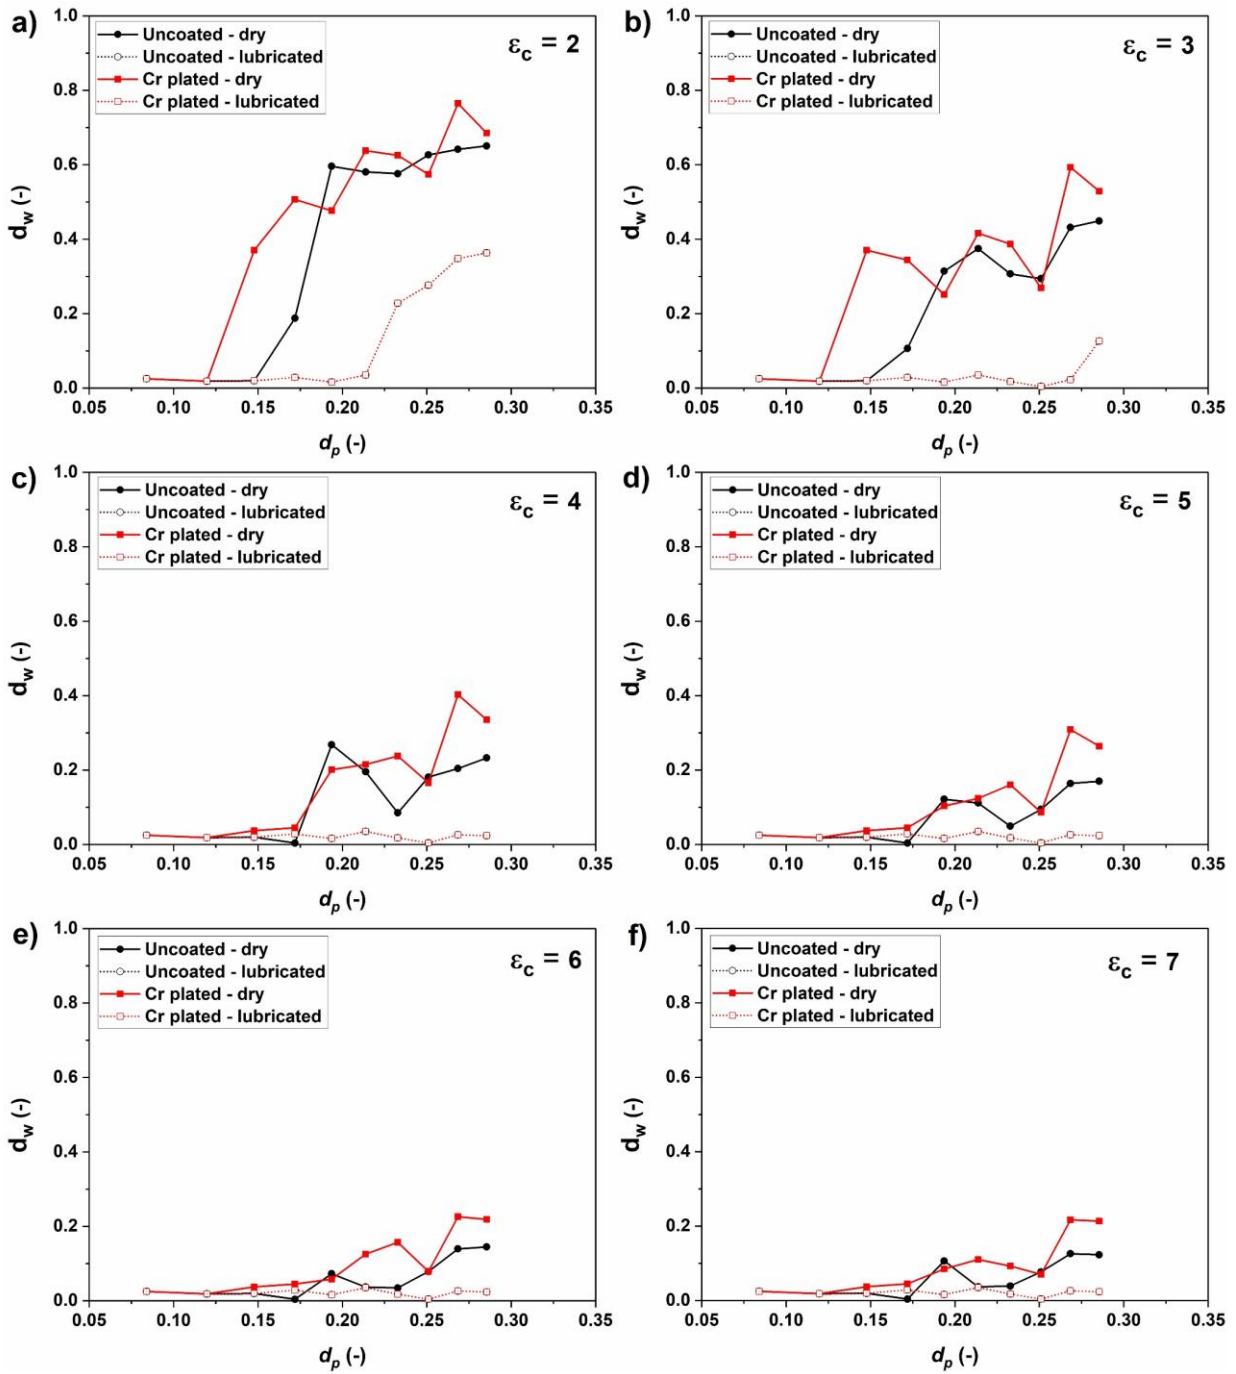 a)
Uncoated - dry
Uncoated - lubricated
Cr plated - dry
Cr plated - lubricated
εc = 2
1.0
0.8
0.6
0.4
0.2
0.0
dw (-)
0.05 0.10 0.15 0.20 0.25 0.30 0.35
dp (-)
b)
Uncoated - dry
Uncoated - lubricated
Cr plated - dry
Cr plated - lubricated
εc = 3
1.0
0.8
0.6
0.4
0.2
0.0
dw (-)
0.05 0.10 0.15 0.20 0.25 0.30 0.35
dp (-)
c)
Uncoated - dry
Uncoated - lubricated
Cr plated - dry
Cr plated - lubricated
εc = 4
1.0
0.8
0.6
0.4
0.2
0.0
dw (-)
0.05 0.10 0.15 0.20 0.25 0.30 0.35
dp (-)
d)
Uncoated - dry
Uncoated - lubricated
Cr plated - dry
Cr plated - lubricated
εc = 5
1.0
0.8
0.6
0.4
0.2
0.0
dw (-)
0.05 0.10 0.15 0.20 0.25 0.30 0.35
dp (-)
e)
Uncoated - dry
Uncoated - lubricated
Cr plated - dry
Cr plated - lubricated
εc = 6
1.0
0.8
0.6
0.4
0.2
0.0
dw (-)
0.05 0.10 0.15 0.20 0.25 0.30 0.35
dp (-)
f)
Uncoated - dry
Uncoated - lubricated
Cr plated - dry
Cr plated - lubricated
εc = 7
1.0
0.8
0.6
0.4
0.2
0.0
dw (-)
0.05 0.10 0.15 0.20 0.25 0.30 0.35
dp (-)